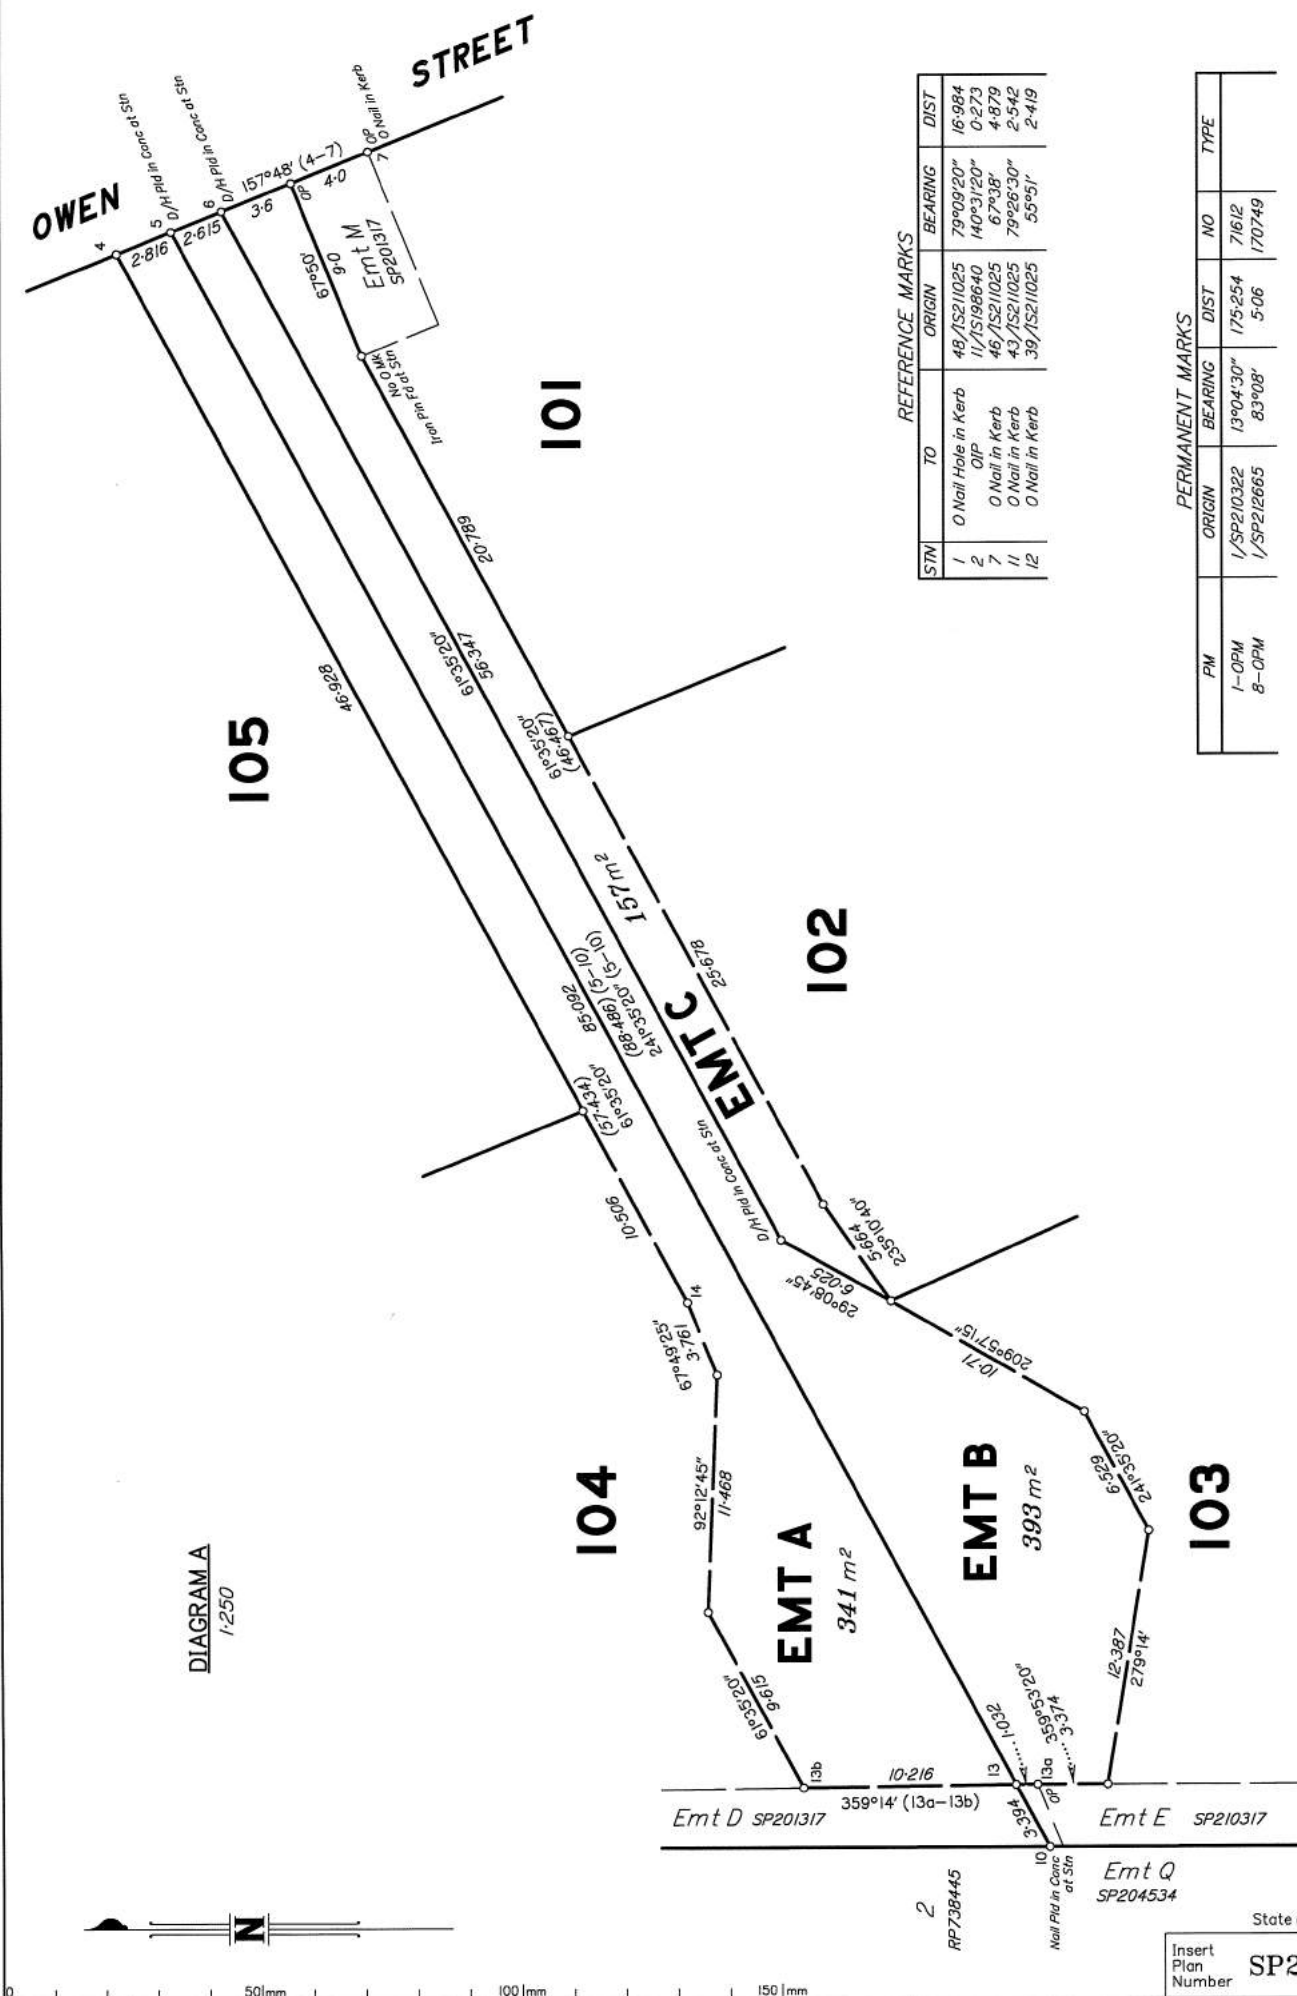 OWEN
STREET
4
2·816
5
D/H Pld in Conc at Stn
2·615
6
D/H Pld in Conc at Stn
157°48' (4-7)
3·6
OP
4·0
7
OP
O Nail in Kerb
67°50'
9·0
Emt M
SP201317
No O Mk
Iron Pin Fd at Stn
101
20·789
105
46·928
61°35'20"
56·347
61°35'20"
(46·467)
157 m²
EMT C
25·678
102
85·092
(88·486) (5-10)
241°35'20" (5-10)
(57·434)
61°35'20"
10·506
D/H Pld in Conc at Stn
14
67°49'25"
3·761
29°08'45"
6·025
5·664
235°10'40"
209°57'15"
10·71
92°12'45"
11·468
104
EMT A
341 m²
EMT B
393 m²
6·529
241°35'20"
103
61°35'20"
9·615
12·387
279°14'
13b
10·216
359°14' (13a-13b)
13
1·032
13a
359°53'20"
3·374
OP
3·394
10
Nail Pld in Conc
at Stn
Emt D SP201317
Emt E SP210317
Emt Q
SP204534
2
RP738445
DIAGRAM A
1·250
N
REFERENCE MARKS
STN TO ORIGIN BEARING DIST
1 O Nail Hole in Kerb 48/IS211025 79°09'20" 16·984
2 OIP 11/IS198640 140°31'20" 0·273
7 O Nail in Kerb 46/IS211025 67°38' 4·879
11 O Nail in Kerb 43/IS211025 79°26'30" 2·542
12 O Nail in Kerb 39/IS211025 55°51' 2·419
PERMANENT MARKS
PM ORIGIN BEARING DIST NO TYPE
1-OPM 1/SP210322 13°04'30" 175·254 71612
8-OPM 1/SP212665 83°08' 5·06 170749
0 50 mm 100 mm 150 mm
State
Insert
Plan
Number
SP2